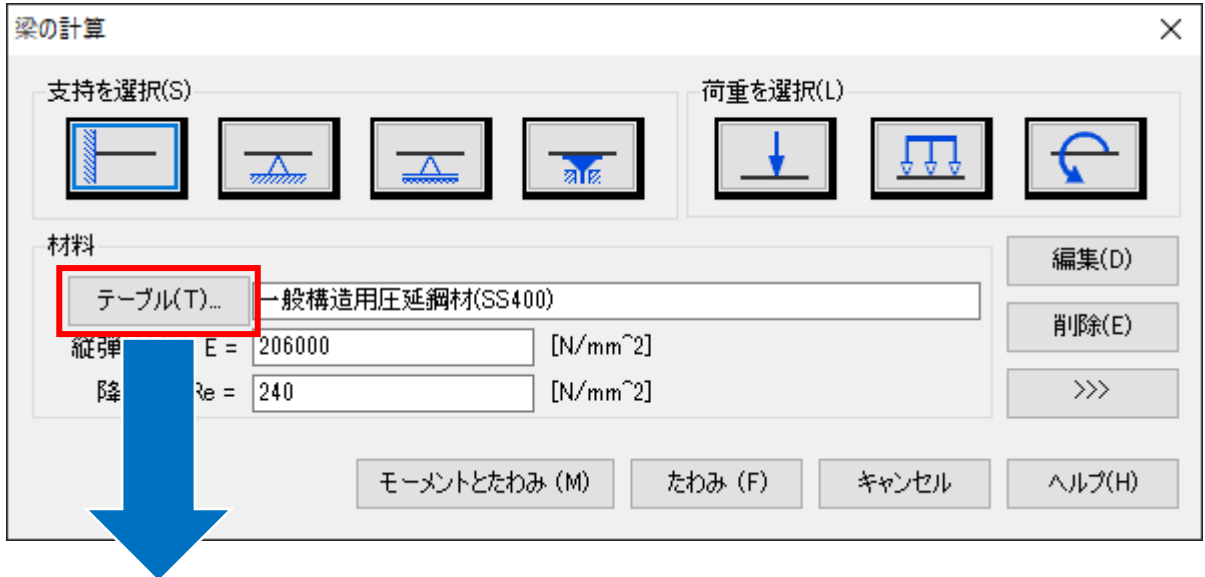 梁の計算
支持を選択(S)
荷重を選択(L)
材料
テーブル(T)...
一般構造用圧延鋼材(SS400)
縦弾 E =
206000
[N/mm^2]
降 Re =
240
[N/mm^2]
編集(D)
削除(E)
>>>
モーメントとたわみ (M)
たわみ (F)
キャンセル
ヘルプ(H)